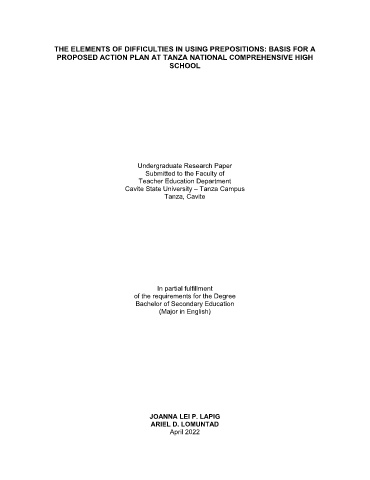 THE ELEMENTS OF DIFFICULTIES IN USING PREPOSITIONS: BASIS FOR A
PROPOSED ACTION PLAN AT TANZA NATIONAL COMPREHENSIVE HIGH
SCHOOL
Undergraduate Research Paper
Submitted to the Faculty of
Teacher Education Department
Cavite State University – Tanza Campus
Tanza, Cavite
In partial fulfillment
of the requirements for the Degree
Bachelor of Secondary Education
(Major in English)
JOANNA LEI P. LAPIG
ARIEL D. LOMUNTAD
April 2022